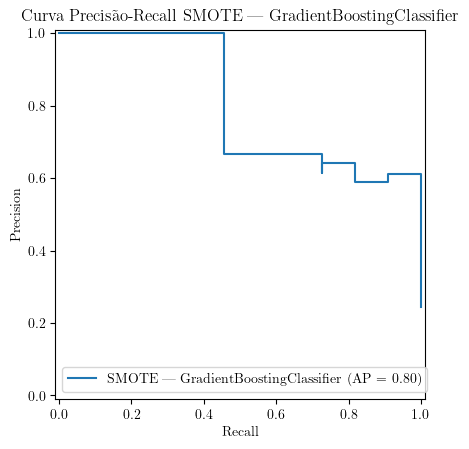 Curva Precisão-Recall SMOTE — GradientBoostingClassifier
1.0
0.8
0.6
0.4
0.2
0.0
Precision
SMOTE — GradientBoostingClassifier (AP = 0.80)
0.0 0.2 0.4 0.6 0.8 1.0
Recall